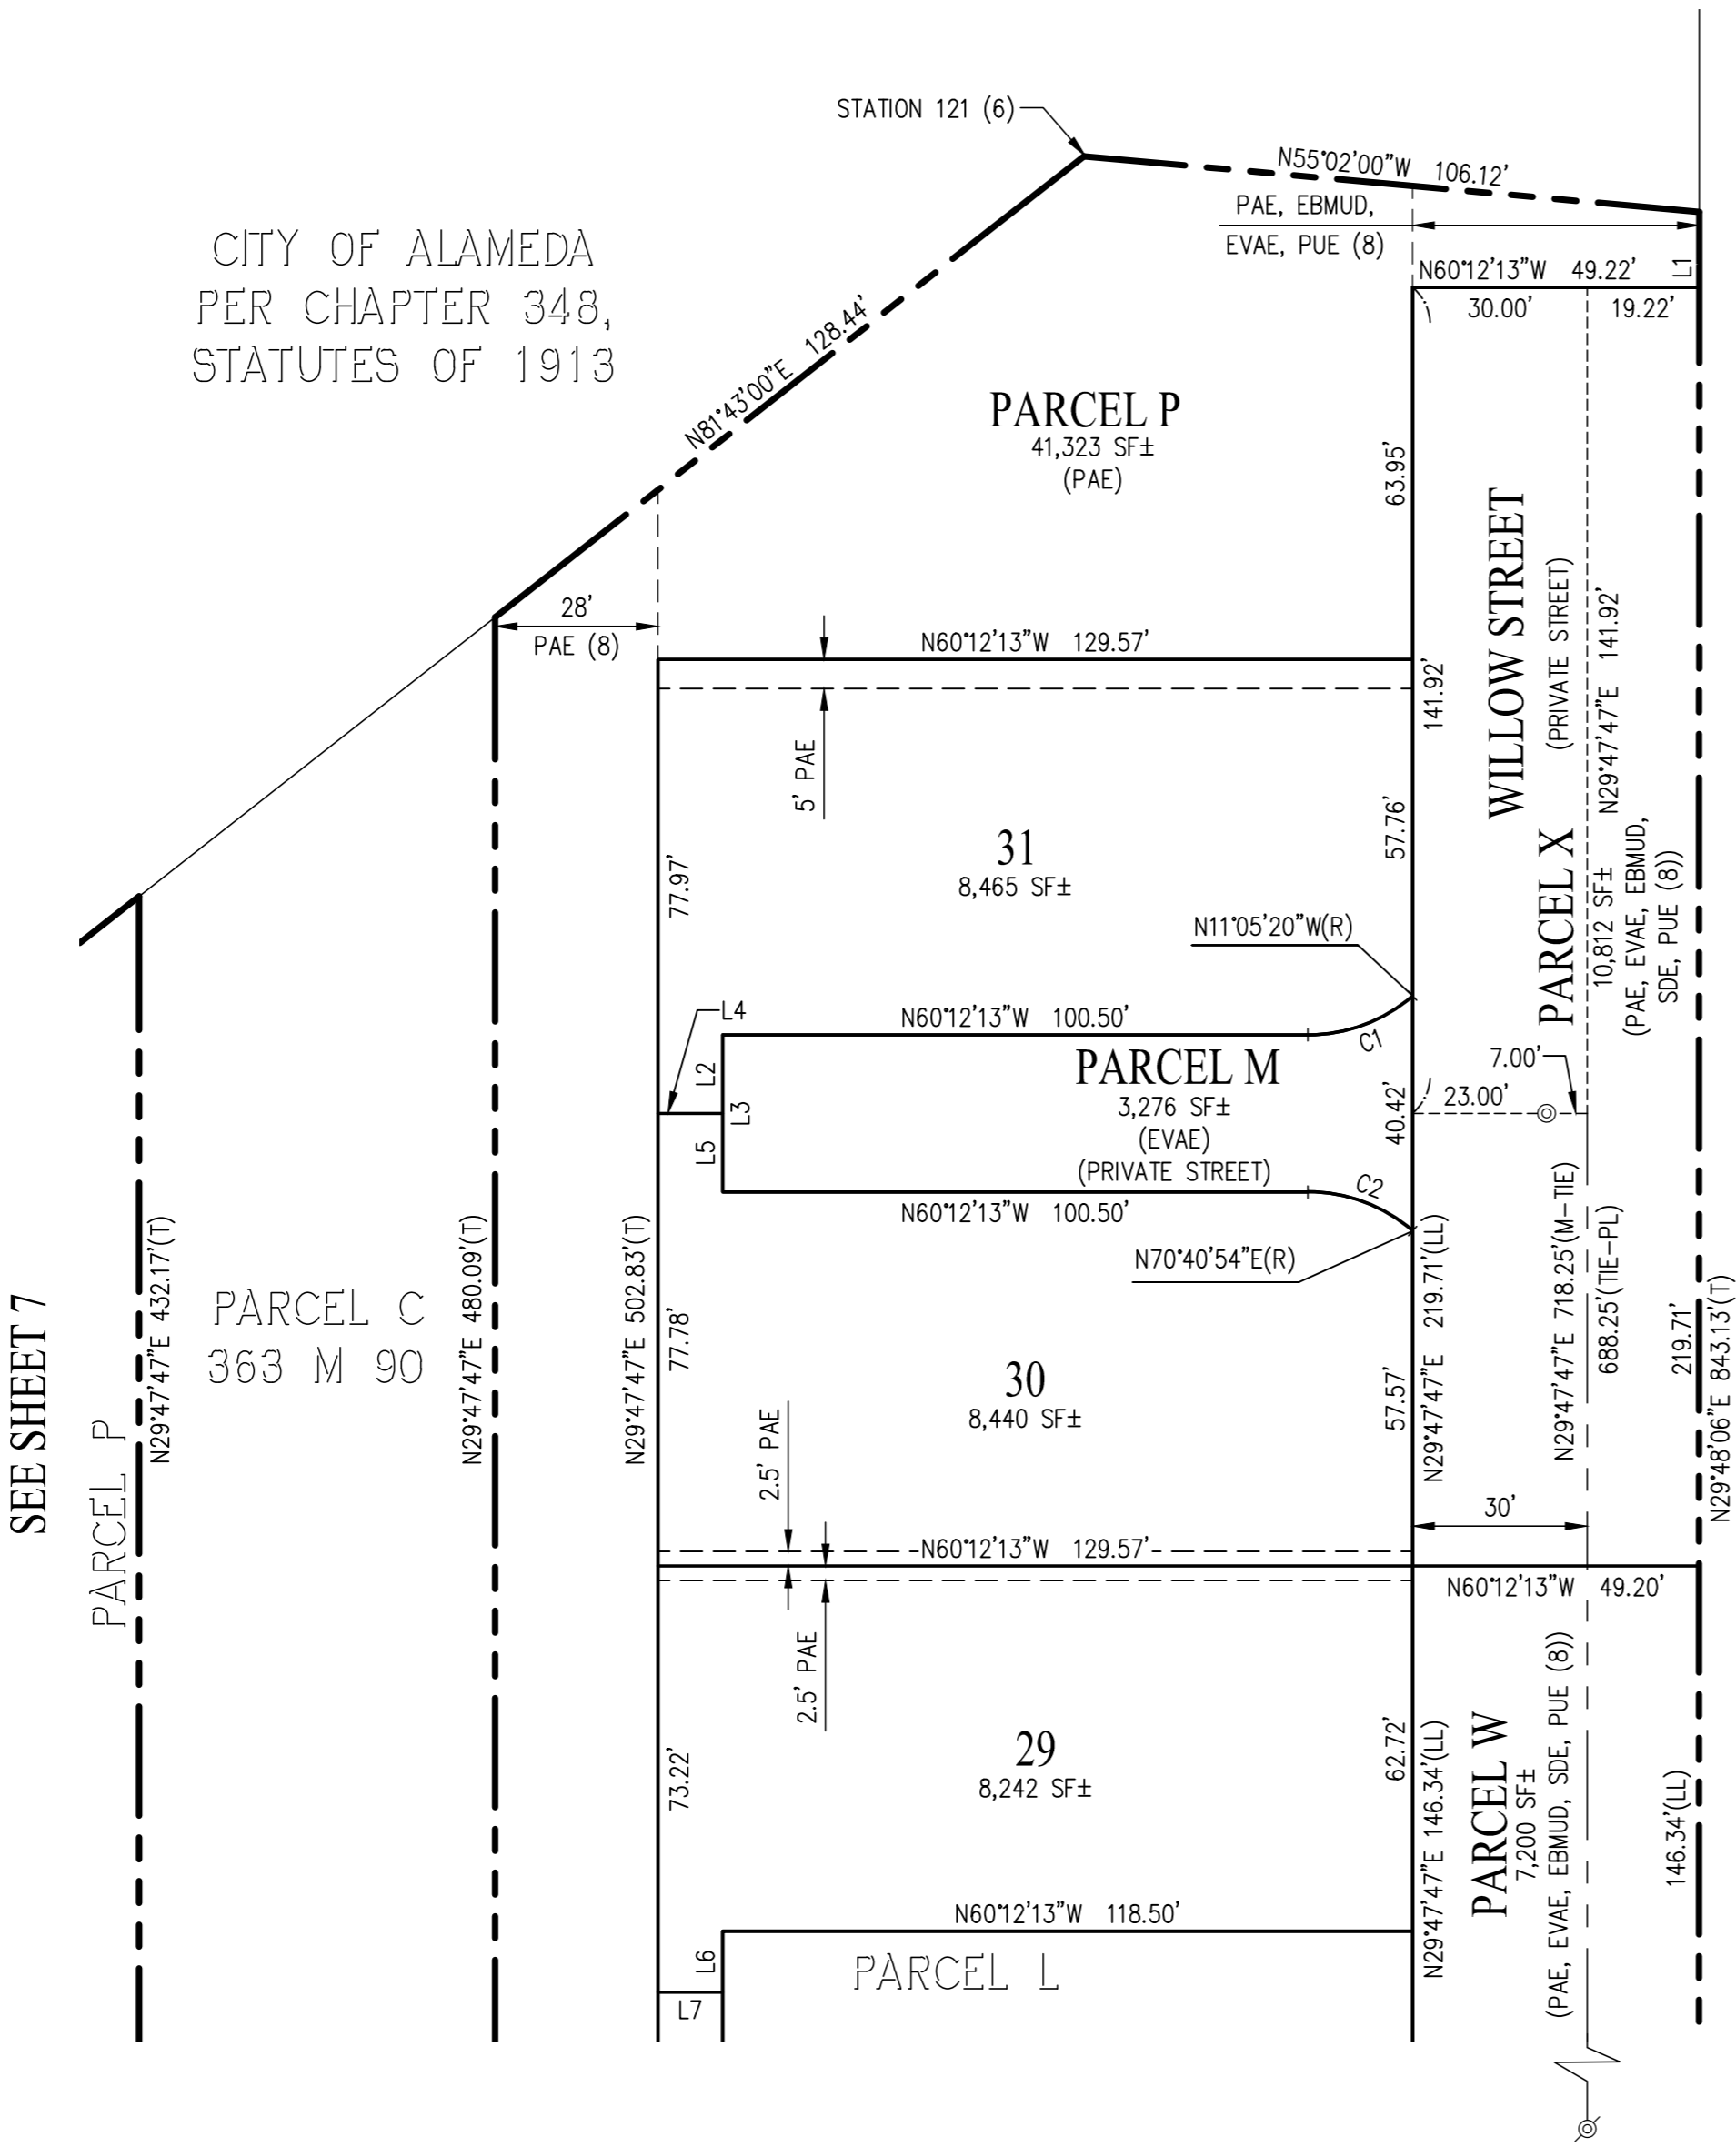 STATION 121 (6)
N55°02'00"W 106.12'
PAE, EBMUD,
EVAE, PUE (8)
CITY OF ALAMEDA
PER CHAPTER 348,
STATUTES OF 1913
N60°12'13"W 49.22'
L1
30.00'
19.22'
N81°43'00"E 128.44'
PARCEL P
41,323 SF±
(PAE)
63.95'
WILLOW STREET
(PRIVATE STREET)
N29°47'47"E 141.92'
28'
PAE (8)
N60°12'13"W 129.57'
141.92'
5' PAE
31
8,465 SF±
77.97'
57.76'
PARCEL X
10,812 SF±
(PAE, EVAE, EBMUD,
SDE, PUE (8))
N11°05'20"W(R)
L4
N60°12'13"W 100.50'
C1
L2
L3
L5
PARCEL M
3,276 SF±
(EVAE)
(PRIVATE STREET)
40.42'
7.00'
23.00'
C2
N60°12'13"W 100.50'
N70°40'54"E(R)
SEE SHEET 7
PARCEL P
N29°47'47"E 432.17'(T)
PARCEL C
363 M 90
N29°47'47"E 480.09'(T)
N29°47'47"E 502.83'(T)
77.78'
30
8,440 SF±
57.57'
N29°47'47"E 219.71'(LL)
N29°47'47"E 718.25'(M-TIE)
688.25'(TIE-PL)
219.71'
N29°48'06"E 843.13'(T)
2.5' PAE
30'
N60°12'13"W 129.57'
N60°12'13"W 49.20'
2.5' PAE
29
8,242 SF±
73.22'
62.72'
N29°47'47"E 146.34'(LL)
PARCEL W
7,200 SF±
(PAE, EVAE, EBMUD, SDE, PUE (8))
146.34'(LL)
N60°12'13"W 118.50'
L6
L7
PARCEL L